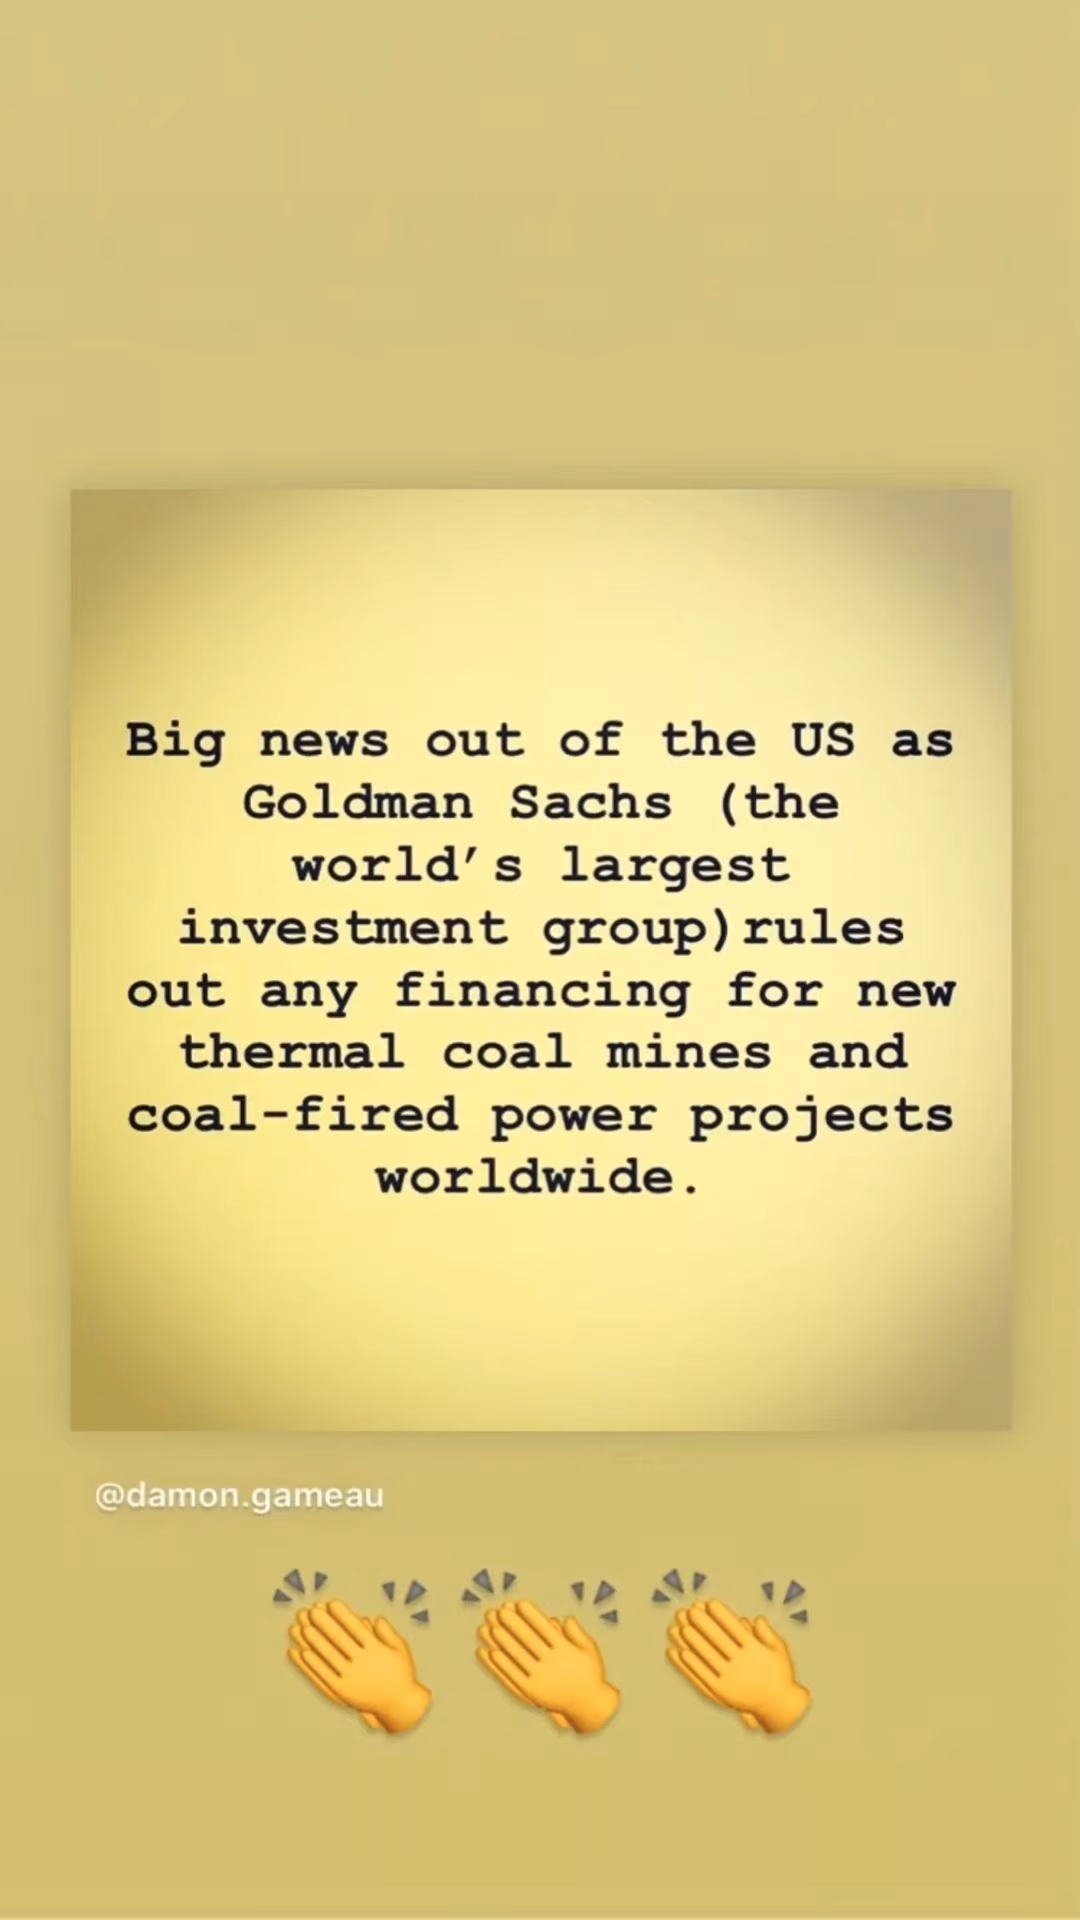 Big news out of the US as
Goldman Sachs (the
world’s largest
investment group)rules
out any financing for new
thermal coal mines and
coal-fired power projects
worldwide.
@damon.gameau